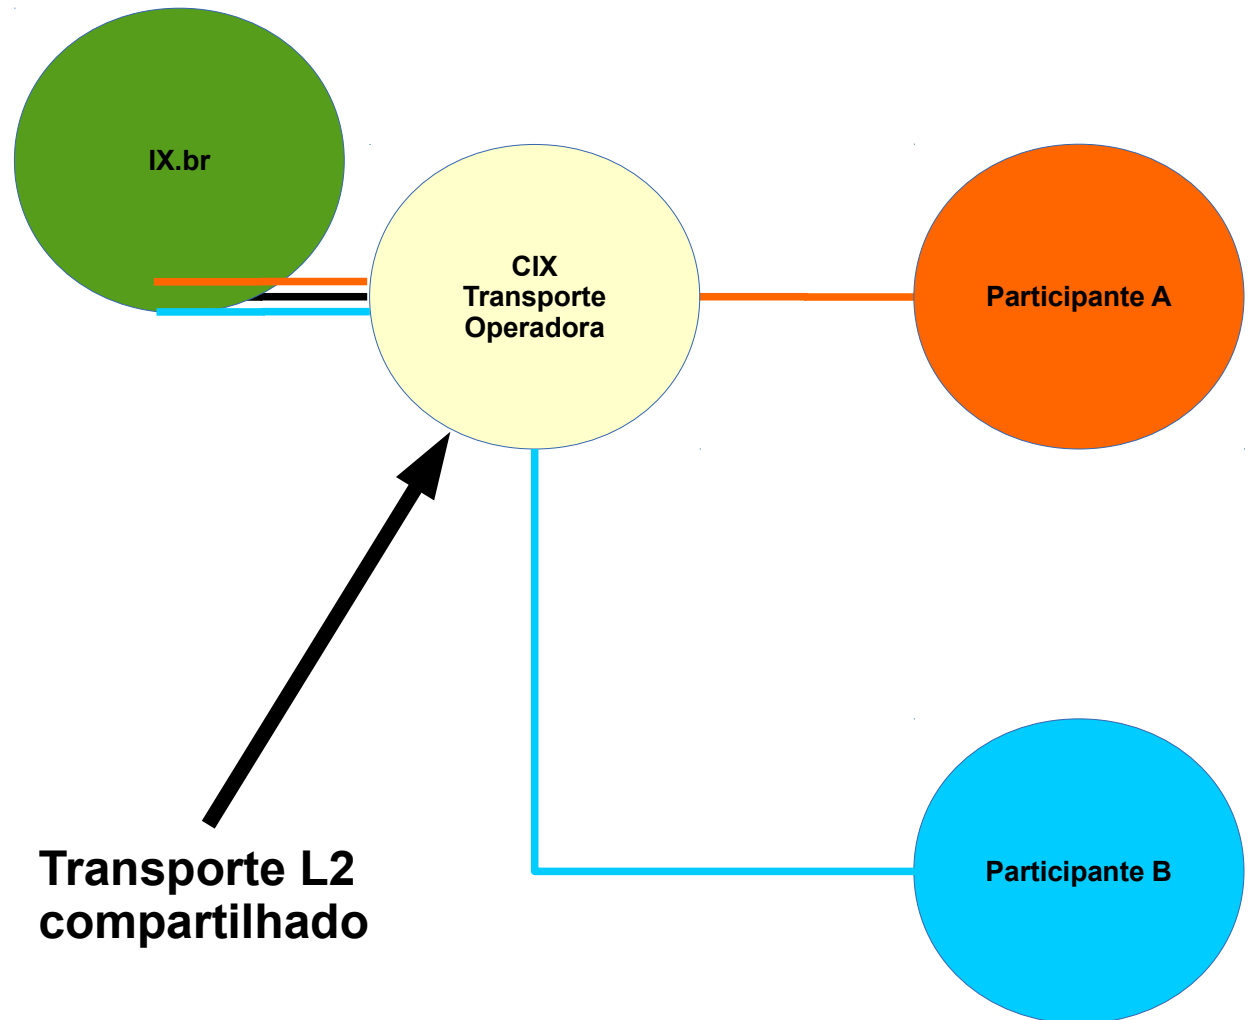 IX.br
CIX
Transporte
Operadora
Participante A
Transporte L2
compartilhado
Participante B